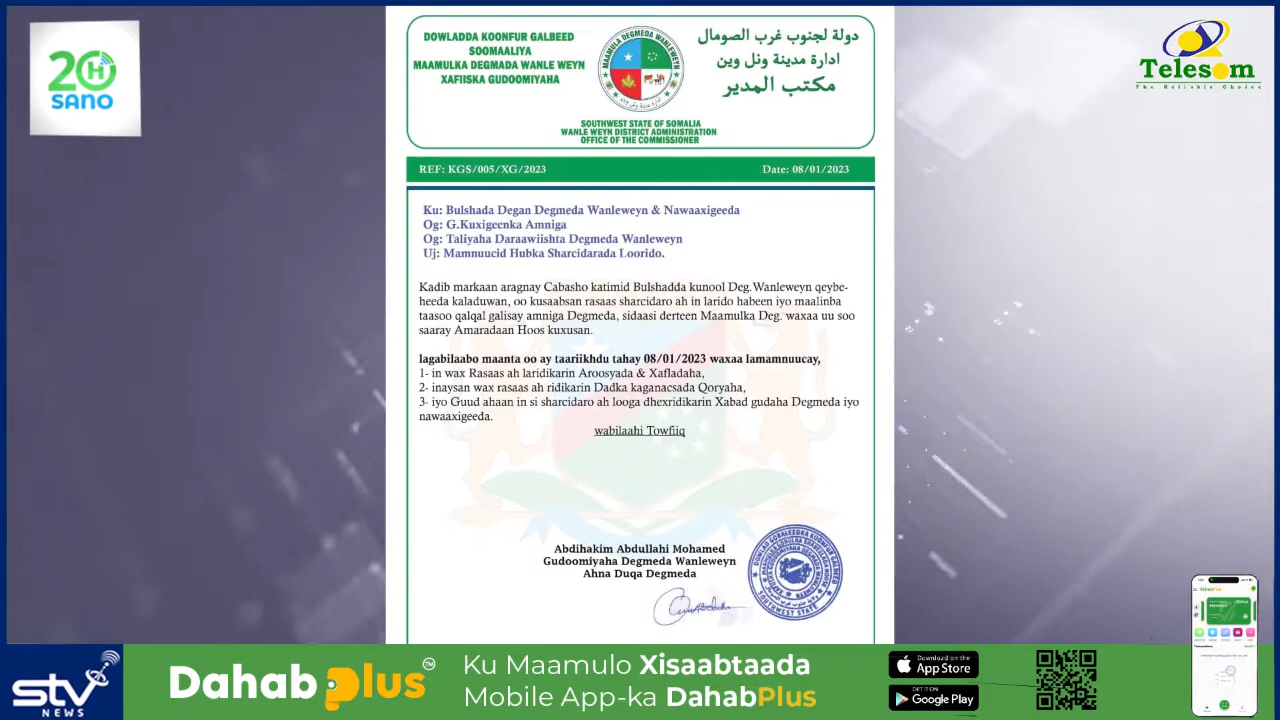 20
SANO
Telesom
The Reliable Choice
DOWLADDA KOONFUR GALBEED
SOOMAALIYA
MAAMULKA DEGMADA WANLE WEYN
XAFIISKA GUDOOMIYAHA
MAAMULKA DEGMEDA WANLEWEYN
دولة لجنوب غرب الصومال
ادارة مدينة ونل وين
مكتب المدير
SOUTHWEST STATE OF SOMALIA
WANLE WEYN DISTRICT ADMINISTRATION
OFFICE OF THE COMMISSIONER
REF: KGS/005/XG/2023
Date: 08/01/2023
Ku: Bulshada Degan Degmeda Wanleweyn & Nawaaxigeeda
Og: G.Kuxigeenka Amniga
Og: Taliyaha Daraawiishta Degmeda Wanleweyn
Uj: Mamnuucid Hubka Sharcidarada Loorido.
Kadib markaan aragnay Cabasho katimid Bulshadda kunool Deg.Wanleweyn qeybe-
heeda kaladuwan, oo kusaabsan rasaas sharcidaro ah in larido habeen iyo maalinba
taasoo qalqal galisay amniga Degmeda, sidaasi derteen Maamulka Deg. waxaa uu soo
saaray Amaradaan Hoos kuxusan.
lagabilaabo maanta oo ay taariikhdu tahay 08/01/2023 waxaa lamamnuucay,
1- in wax Rasaas ah laridikarin Aroosyada & Xafladaha,
2- inaysan wax rasaas ah ridikarin Dadka kaganacsada Qoryaha,
3- iyo Guud ahaan in si sharcidaro ah looga dhexridikarin Xabad gudaha Degmeda iyo
nawaaxigeeda.
wabilaahi Towfiiq
Abdihakim Abdullahi Mohamed
Gudoomiyaha Degmeda Wanleweyn
Ahna Duqa Degmeda
SOUTHWEST STATE
stv
NEWS
DahabPlus™
Ku Maamulo Xisaabtaada
Mobile App-ka DahabPlus
Download on the
App Store
GET IT ON
Google Play